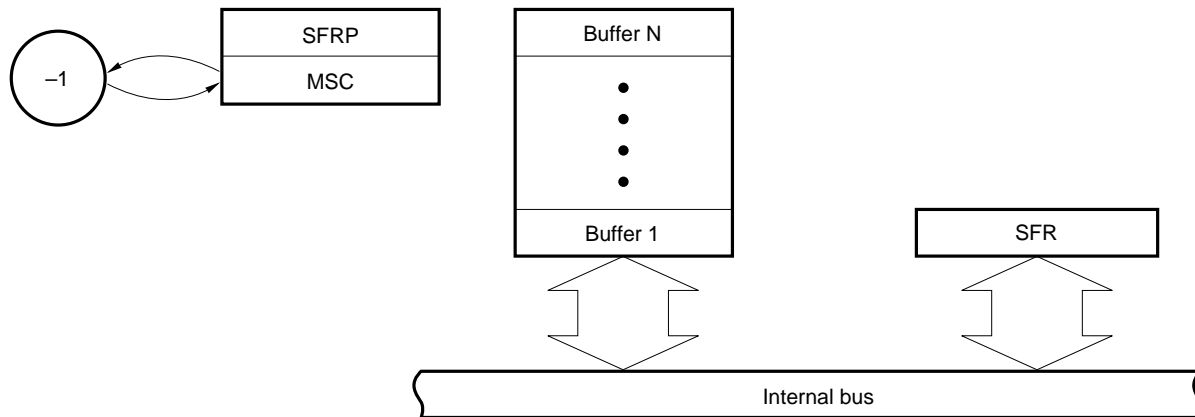 SFRP
Buffer N
–1
MSC
Buffer 1
SFR
Internal bus